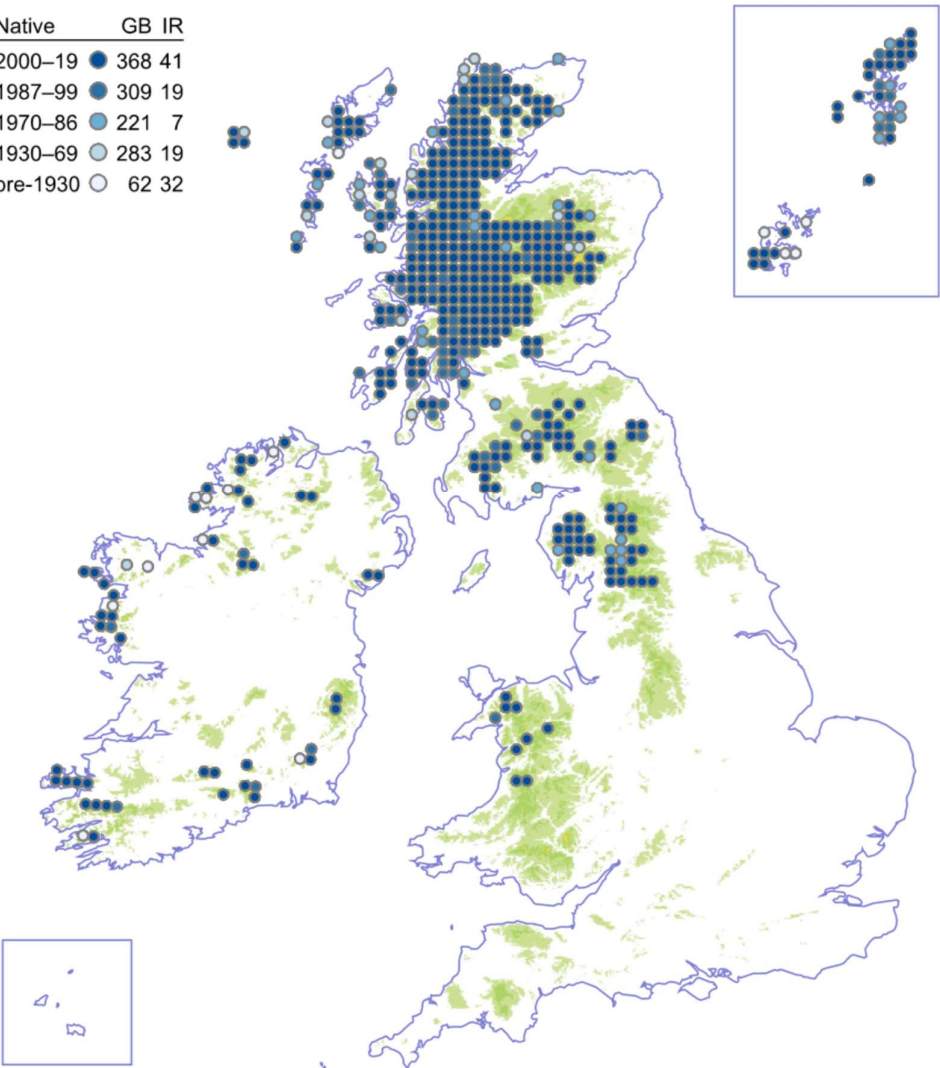 Native GB IR
2000–19 368 41
1987–99 309 19
1970–86 221 7
1930–69 283 19
ore-1930 62 32